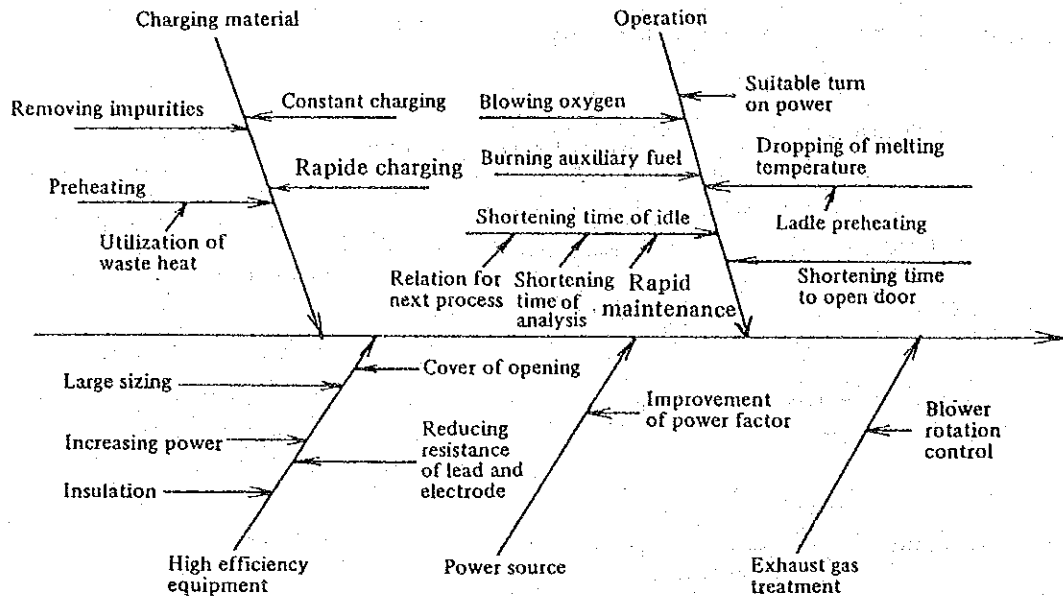 Charging material
Operation
Removing impurities
Constant charging
Rapide charging
Preheating
Utilization of
waste heat
Blowing oxygen
Suitable turn
on power
Burning auxiliary fuel
Dropping of melting
temperature
Ladle preheating
Shortening time of idle
Relation for
next process
Shortening
time of
analysis
Rapid
maintenance
Shortening time
to open door
Cover of opening
Large sizing
Increasing power
Reducing
resistance
of lead and
electrode
Insulation
High efficiency
equipment
Improvement
of power factor
Power source
Blower
rotation
control
Exhaust gas
treatment